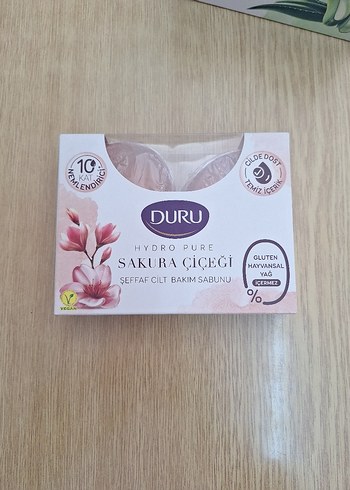 10
KAT
NEMLENDİRİCİ
CİLDE DOST
TEMİZ İÇERİK
DURU
HYDRO PURE
SAKURA ÇİÇEĞİ
ŞEFFAF CİLT BAKIM SABUNU
GLUTEN
HAYVANSAL
YAĞ
İÇERMEZ
%0
V
VEGAN